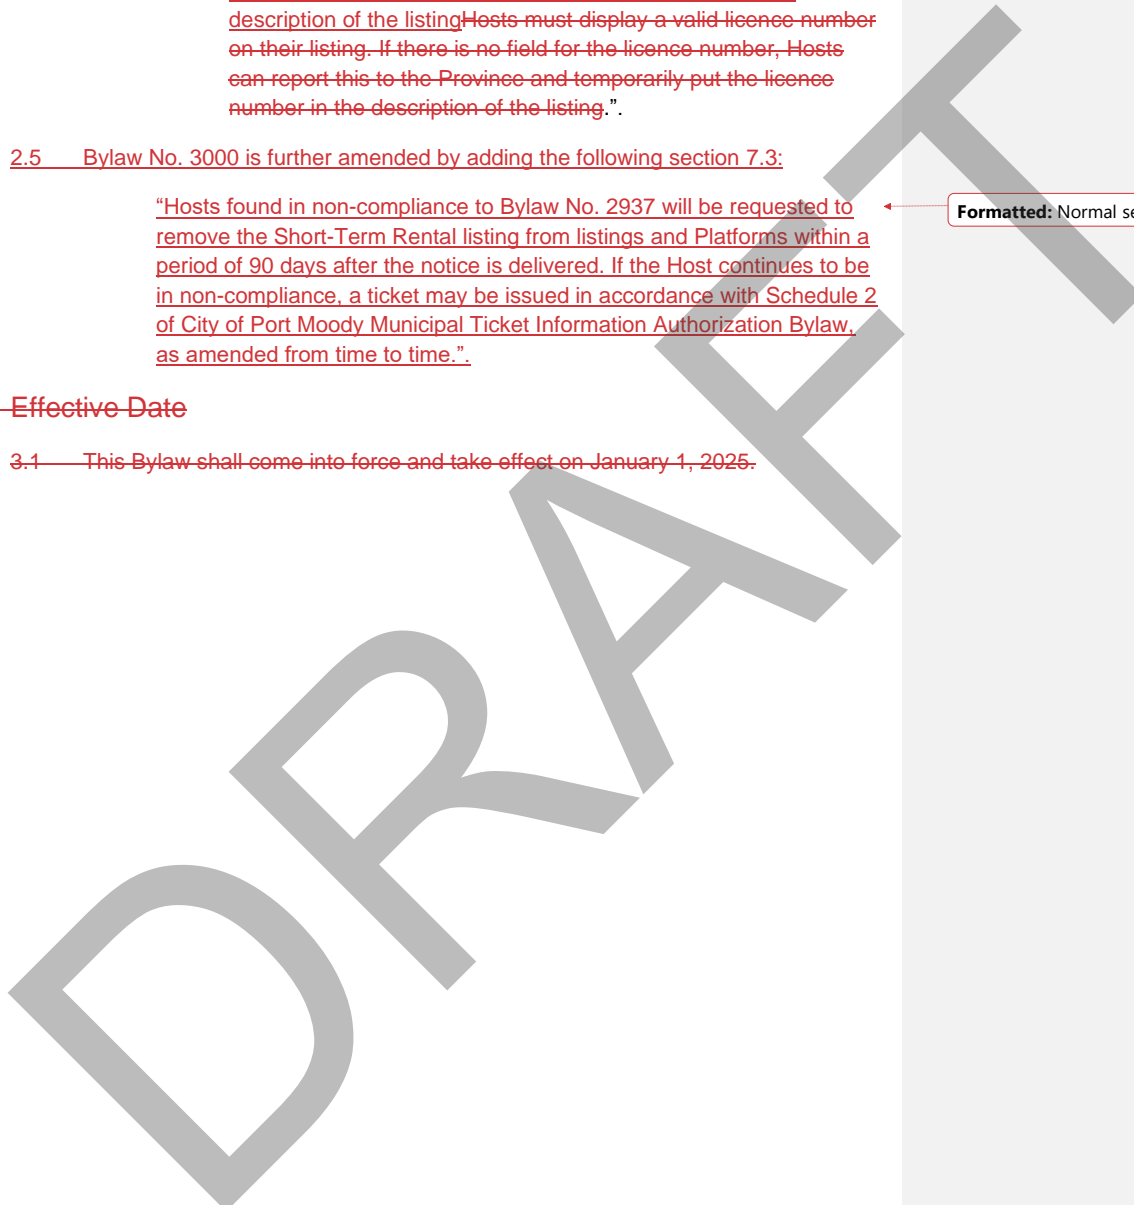 description of the listingHosts must display a valid licence number
on their listing. If there is no field for the licence number, Hosts
can report this to the Province and temporarily put the licence
number in the description of the listing.”.
2.5 Bylaw No. 3000 is further amended by adding the following section 7.3:
“Hosts found in non-compliance to Bylaw No. 2937 will be requested to
remove the Short-Term Rental listing from listings and Platforms within a
period of 90 days after the notice is delivered. If the Host continues to be
in non-compliance, a ticket may be issued in accordance with Schedule 2
of City of Port Moody Municipal Ticket Information Authorization Bylaw,
as amended from time to time.”.
Formatted: Normal
Effective Date
3.1 This Bylaw shall come into force and take effect on January 1, 2025.
DRAFT